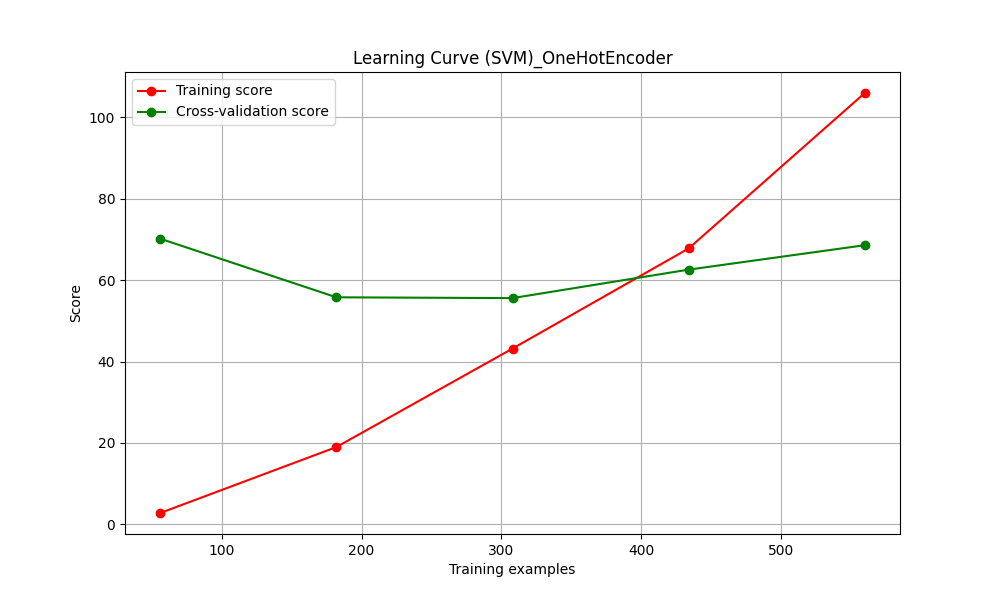 Learning Curve (SVM)_OneHotEncoder
Training score
Cross-validation score
100
80
60
40
20
0
Score
100 200 300 400 500
Training examples